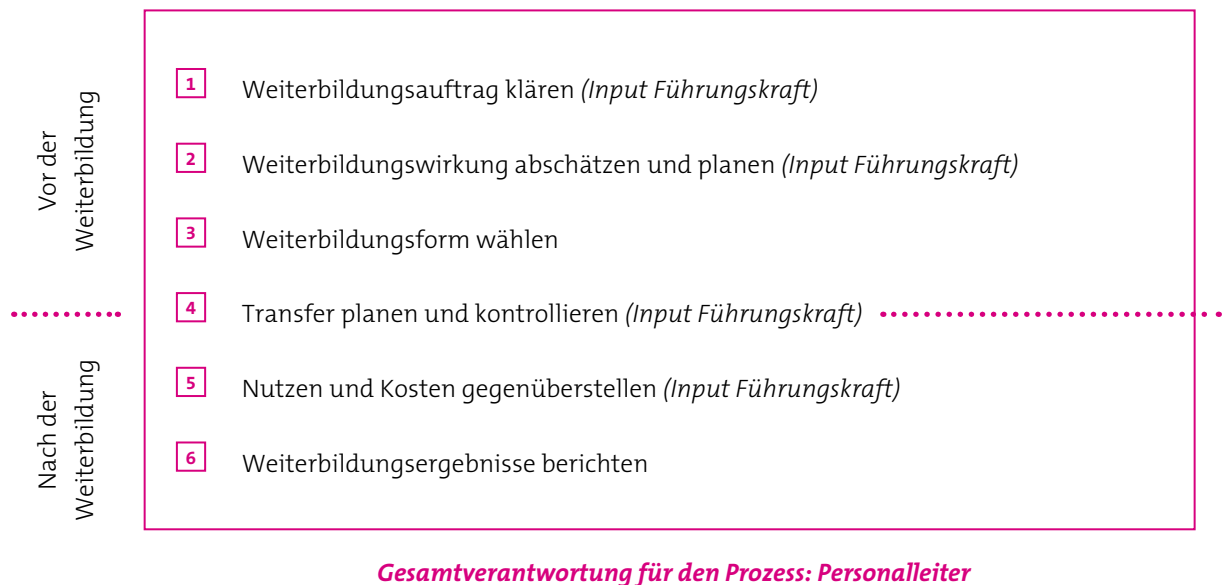 Vor der
Weiterbildung
1 Weiterbildungsauftrag klären (Input Führungskraft)
2 Weiterbildungswirkung abschätzen und planen (Input Führungskraft)
3 Weiterbildungsform wählen
4 Transfer planen und kontrollieren (Input Führungskraft)
Nach der
Weiterbildung
5 Nutzen und Kosten gegenüberstellen (Input Führungskraft)
6 Weiterbildungsergebnisse berichten
Gesamtverantwortung für den Prozess: Personalleiter